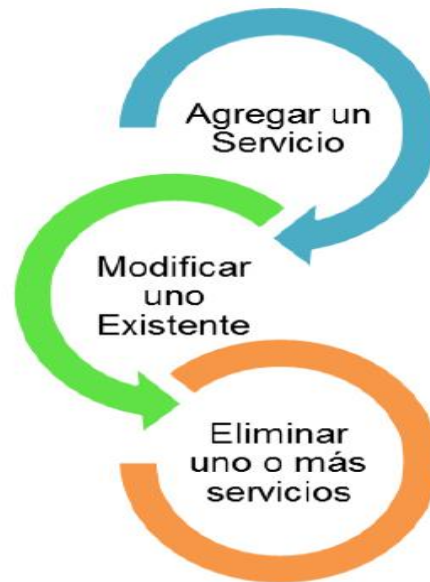 Agregar un
Servicio
Modificar
uno
Existente
Eliminar
uno o más
servicios